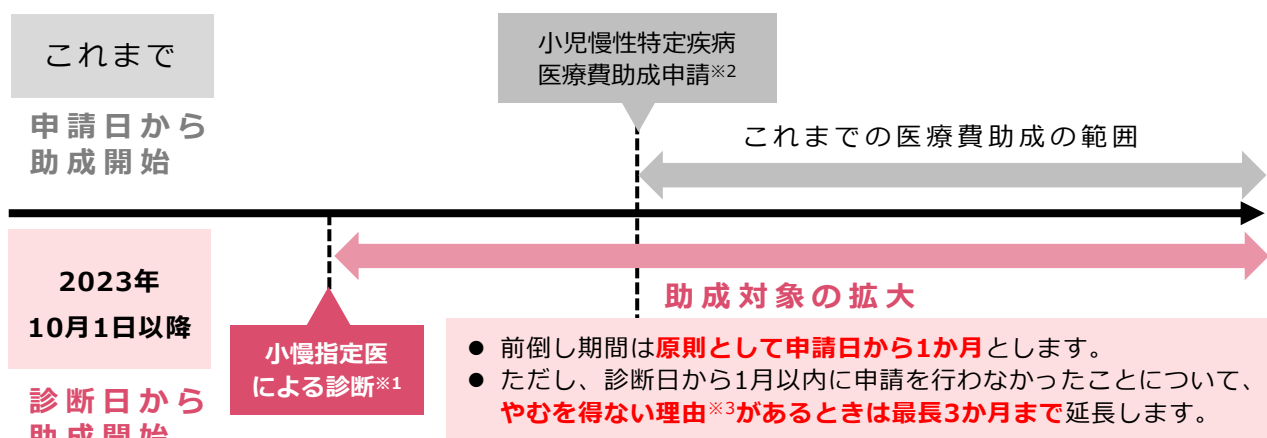 これまで
申請日から
助成開始
小児慢性特定疾病
医療費助成申請※2
これまでの医療費助成の範囲
2023年
10月1日以降
診断日から
助成開始
小慢指定医
による診断※1
助成対象の拡大
● 前倒し期間は原則として申請日から1か月とします。
● ただし、診断日から1月以内に申請を行わなかったことについて、
やむを得ない理由※3があるときは最長3か月まで延長します。